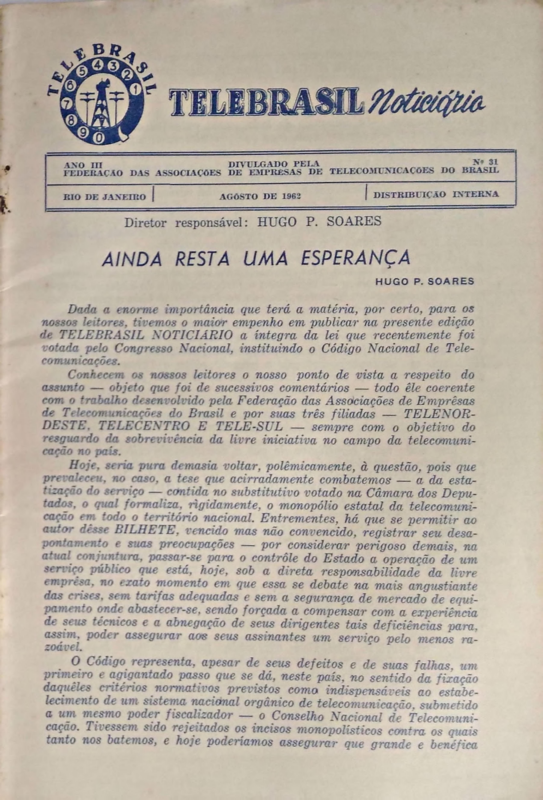 TELEBRASIL
1 2 3 4 5 6 7 8 9 0
TELEBRASIL Noticiário
ANO III DIVULGADO PELA Nº 31
FEDERAÇÃO DAS ASSOCIAÇÕES DE EMPRESAS DE TELECOMUNICAÇÕES DO BRASIL
RIO DE JANEIRO AGÔSTO DE 1962 DISTRIBUIÇÃO INTERNA
Diretor responsável: HUGO P. SOARES
AINDA RESTA UMA ESPERANÇA
HUGO P. SOARES
Dada a enorme importância que terá a matéria, por certo, para os
nossos leitores, tivemos o maior empenho em publicar na presente edição
de TELEBRASIL NOTICIÁRIO a íntegra da lei que recentemente foi
votada pelo Congresso Nacional, instituindo o Código Nacional de Tele-
comunicações.
Conhecem os nossos leitores o nosso ponto de vista a respeito do
assunto — objeto que foi de sucessivos comentários — todo êle coerente
com o trabalho desenvolvido pela Federação das Associações de Emprêsas
de Telecomunicações do Brasil e por suas três filiadas — TELENOR-
DESTE, TELECENTRO E TELE-SUL — sempre com o objetivo do
resguardo da sobrevivência da livre iniciativa no campo da telecomuni-
cação no país.
Hoje, seria pura demasia voltar, polêmicamente, à questão, pois que
prevaleceu, no caso, a tese que acirradamente combatemos — a da esta-
tização do serviço — contida no substitutivo votado na Câmara dos Depu-
tados, o qual formaliza, rìgidamente, o monopólio estatal da telecomuni-
cação em todo o território nacional. Entrementes, há que se permitir ao
autor dêsse BILHETE, vencido mas não convencido, registrar seu desa-
pontamento e suas preocupações — por considerar perigoso demais, na
atual conjuntura, passar-se para o contrôle do Estado a operação de um
serviço público que está, hoje, sob a direta responsabilidade da livre
emprêsa, no exato momento em que essa se debate na mais angustiante
das crises, sem tarifas adequadas e sem a segurança de mercado de equi-
pamento onde abastecer-se, sendo forçada a compensar com a experiência
de seus técnicos e a abnegação de seus dirigentes tais deficiências para,
assim, poder assegurar aos seus assinantes um serviço pelo menos ra-
zoável.
O Código representa, apesar de seus defeitos e de suas falhas, um
primeiro e agigantado passo que se dá, neste país, no sentido da fixação
daquêles critérios normativos previstos como indispensáveis ao estabe-
lecimento de um sistema nacional orgânico de telecomunicação, submetido
a um mesmo poder fiscalizador — o Conselho Nacional de Telecomuni-
cação. Tivessem sido rejeitados os incisos monopolísticos contra os quais
tanto nos batemos, e hoje poderíamos assegurar que grande e benéfica